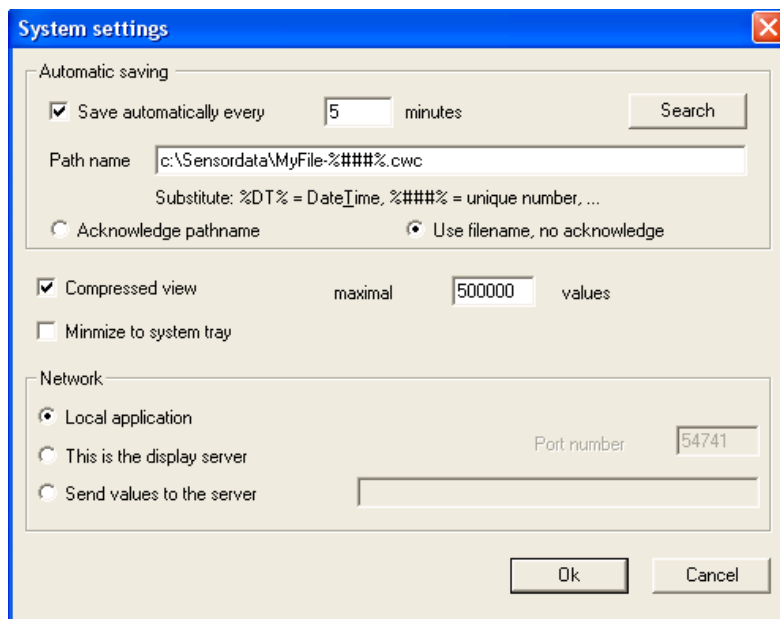 System settings
Automatic saving
Save automatically every 5 minutes Search
Path name c:\Sensordata\MyFile-%###%.cwc
Substitute: %DT% = DateTime, %###% = unique number, ...
Acknowledge pathname Use filename, no acknowledge
Compressed view maximal 500000 values
Minmize to system tray
Network
Local application
Port number 54741
This is the display server
Send values to the server
Ok Cancel